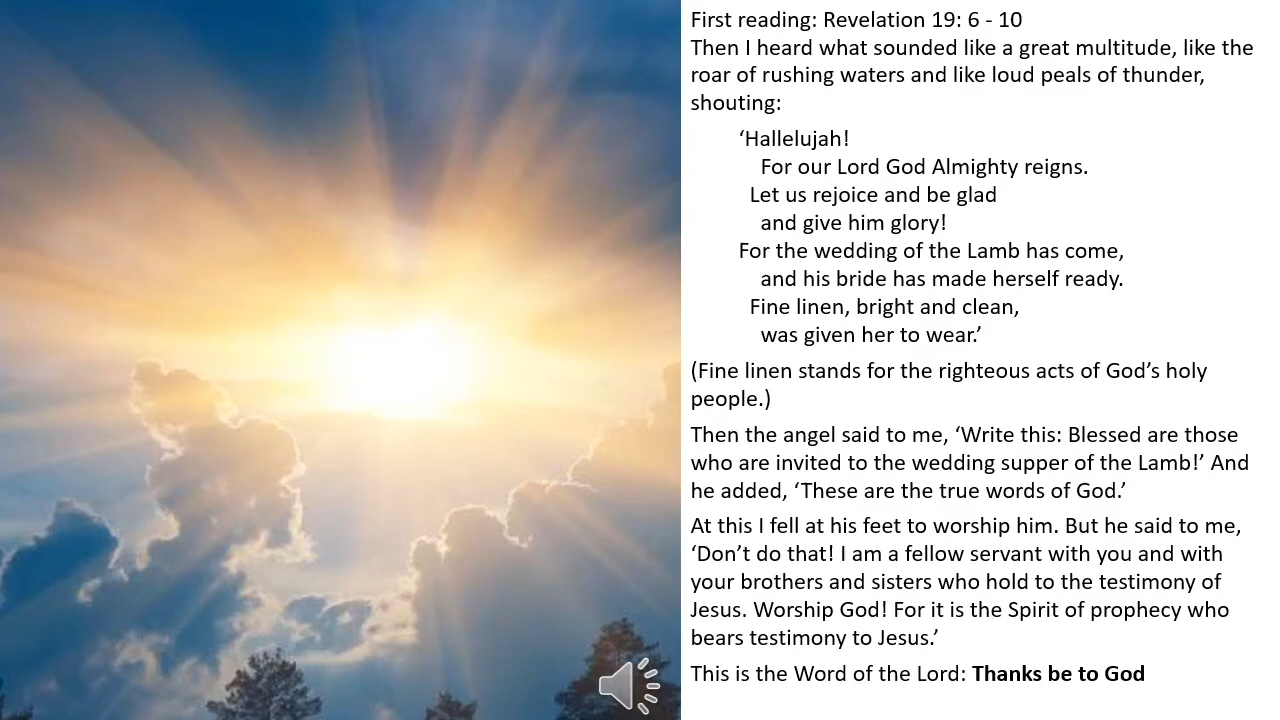 First reading: Revelation 19: 6 - 10
Then I heard what sounded like a great multitude, like the
roar of rushing waters and like loud peals of thunder,
shouting:
‘Hallelujah!
For our Lord God Almighty reigns.
Let us rejoice and be glad
and give him glory!
For the wedding of the Lamb has come,
and his bride has made herself ready.
Fine linen, bright and clean,
was given her to wear.’
(Fine linen stands for the righteous acts of God’s holy
people.)
Then the angel said to me, ‘Write this: Blessed are those
who are invited to the wedding supper of the Lamb!’ And
he added, ‘These are the true words of God.’
At this I fell at his feet to worship him. But he said to me,
‘Don’t do that! I am a fellow servant with you and with
your brothers and sisters who hold to the testimony of
Jesus. Worship God! For it is the Spirit of prophecy who
bears testimony to Jesus.’
This is the Word of the Lord: Thanks be to God